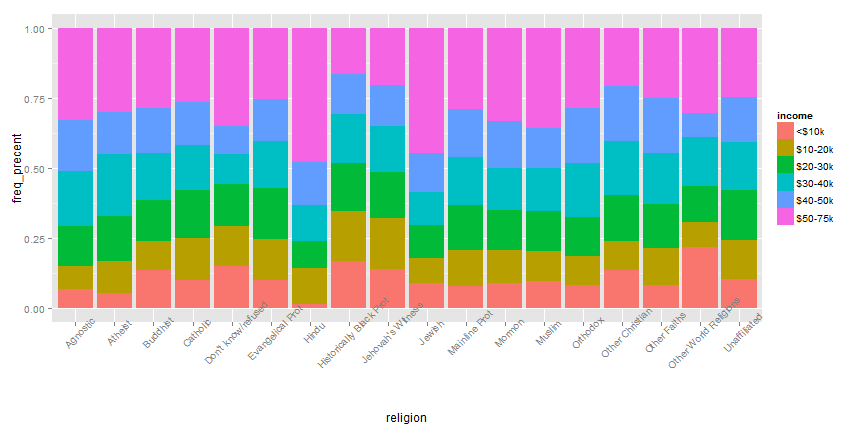 1.00
0.75
0.50
0.25
0.00
freq_precent
Agnostic
Atheist
Buddhist
Catholic
Don't know/refused
Evangelical Prot
Hindu
Historically Black Prot
Jehovah's Witness
Jewish
Mainline Prot
Mormon
Muslim
Orthodox
Other Christian
Other Faiths
Other World Religions
Unaffiliated
religion
income
<$10k
$10-20k
$20-30k
$30-40k
$40-50k
$50-75k